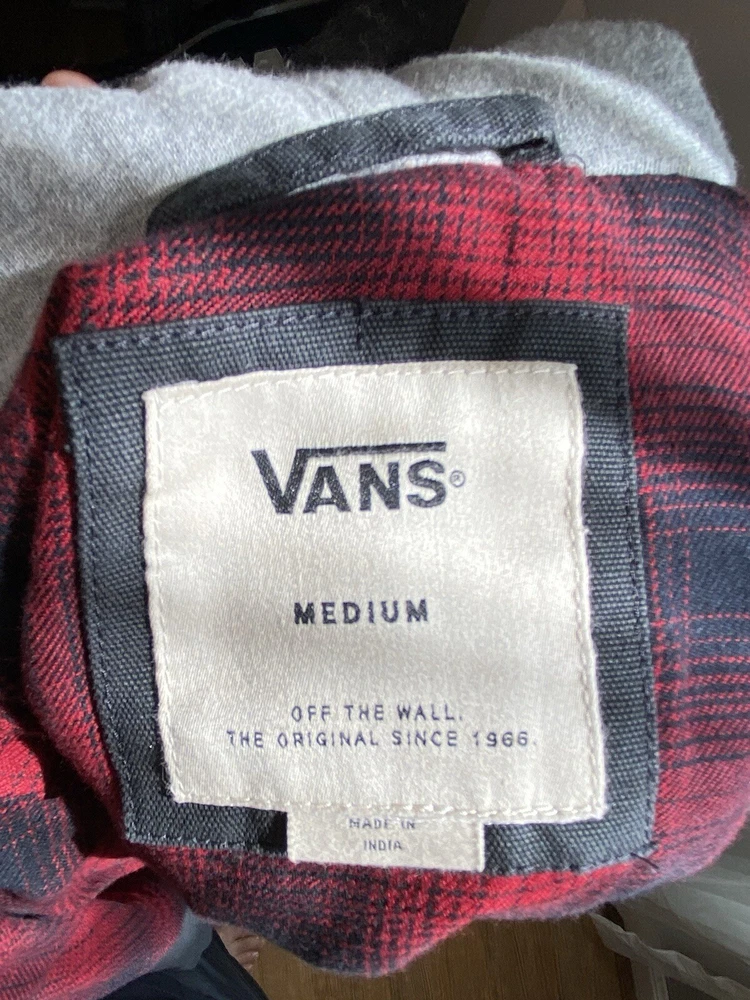 VANS®
MEDIUM
OFF THE WALL.
THE ORIGINAL SINCE 1966.
MADE IN
INDIA